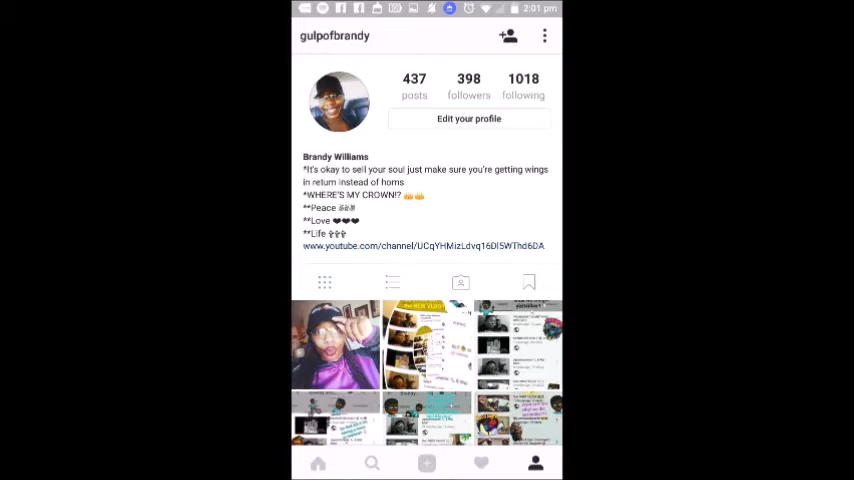 2:01 pm
gulpofbrandy
437 398 1018
posts followers following
Edit your profile
Brandy Williams
*It's okay to sell your soul just make sure you're getting wings
in return instead of horns
*WHERE'S MY CROWN!? 👑👑
**Peace ✌✌✌
**Love ❤❤❤
**Life
www.youtube.com/channel/UCqYHMizLdvq16Dl5WThd6DA
the NEW VLOG